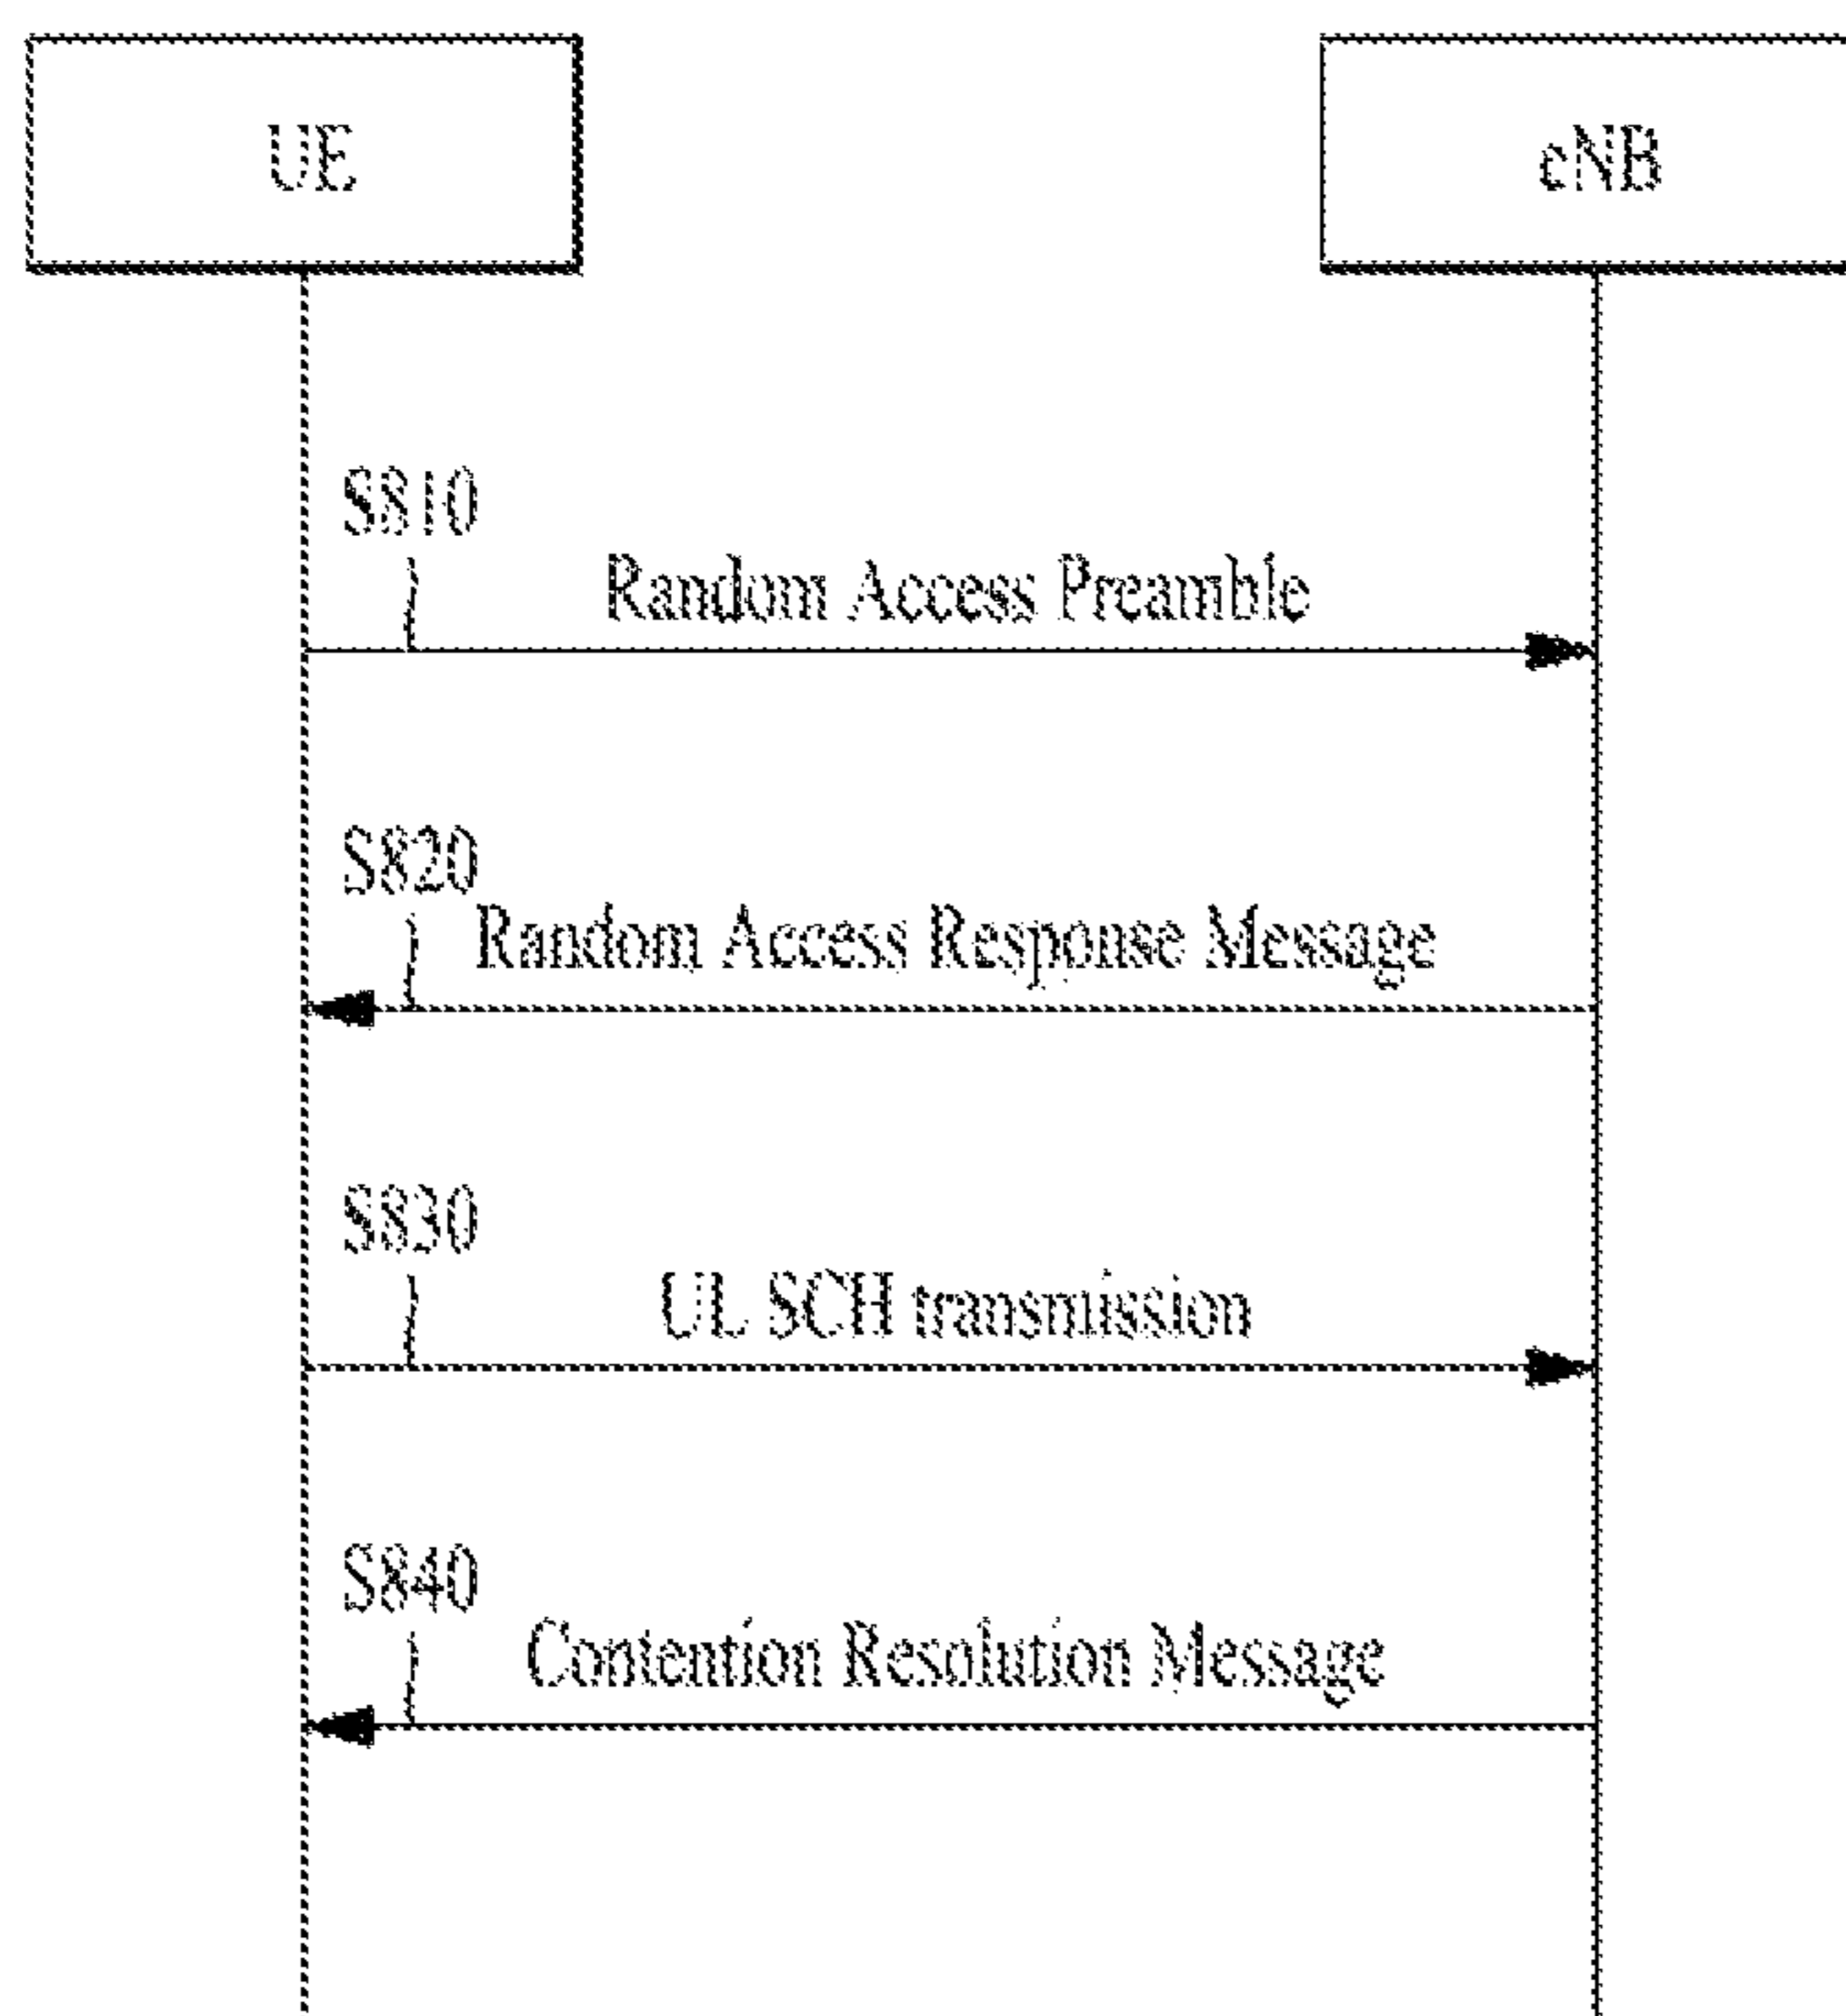 UE
eNB
S810
Random Access Preamble
S820
Random Access Response Message
S830
UL SCH transmission
S840
Contention Resolution Message